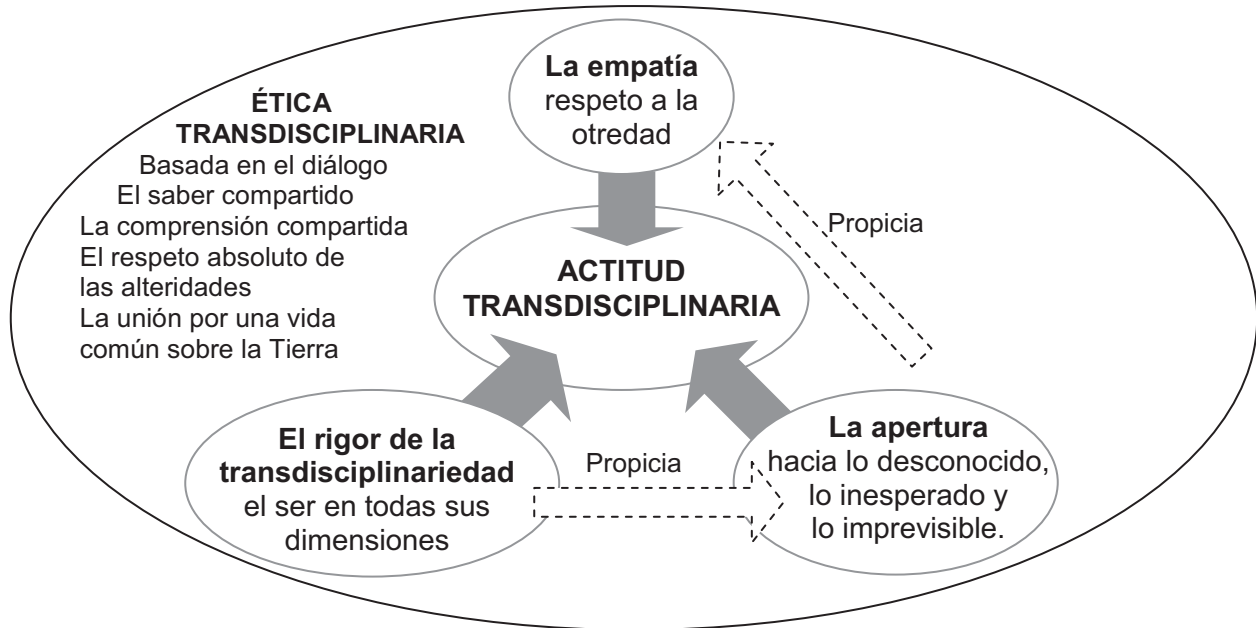 La empatía
respeto a la
otredad
ÉTICA
TRANSDISCIPLINARIA
Basada en el diálogo
El saber compartido
La comprensión compartida
El respeto absoluto de
las alteridades
La unión por una vida
común sobre la Tierra
Propicia
ACTITUD
TRANSDISCIPLINARIA
El rigor de la
transdisciplinariedad
el ser en todas sus
dimensiones
Propicia
La apertura
hacia lo desconocido,
lo inesperado y
lo imprevisible.